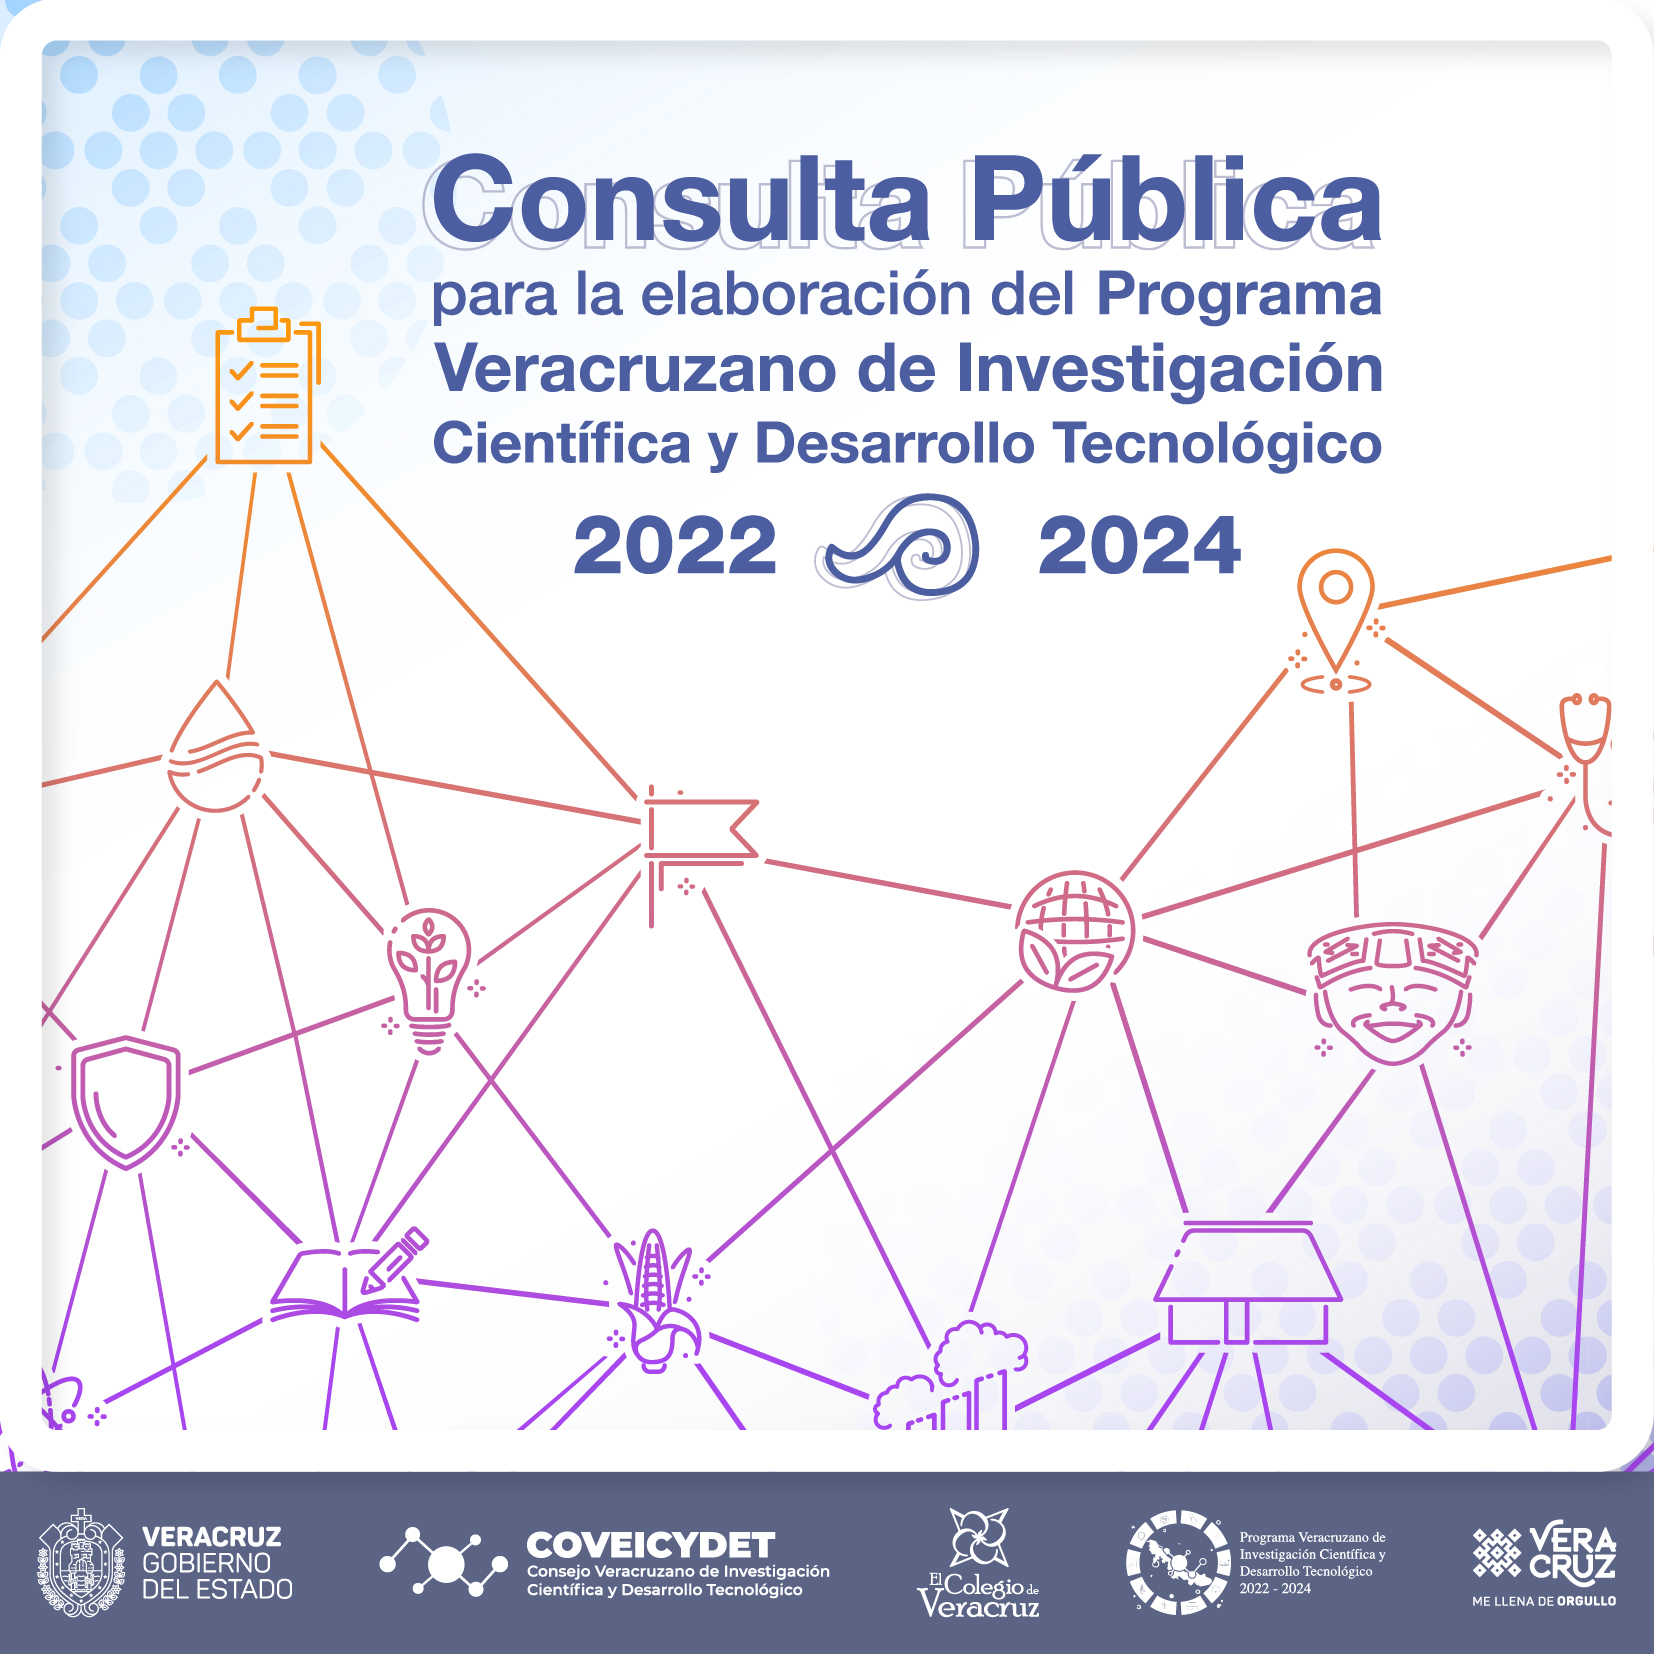 Consulta Pública
para la elaboración del Programa
Veracruzano de Investigación
Científica y Desarrollo Tecnológico
2022 2024
VERACRUZ
GOBIERNO
DEL ESTADO
COVEICYDET
Consejo Veracruzano de Investigación
Científica y Desarrollo Tecnológico
El Colegio de
Veracruz
Programa Veracruzano de
Investigación Científica y
Desarrollo Tecnológico
2022 - 2024
VERA
CRUZ
ME LLENA DE ORGULLO